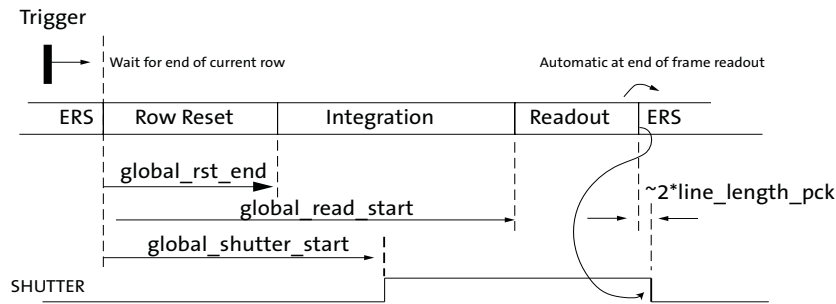 Trigger
Wait for end of current row
Automatic at end of frame readout
ERS Row Reset Integration Readout ERS
global_rst_end
~2*line_length_pck
global_read_start
global_shutter_start
SHUTTER